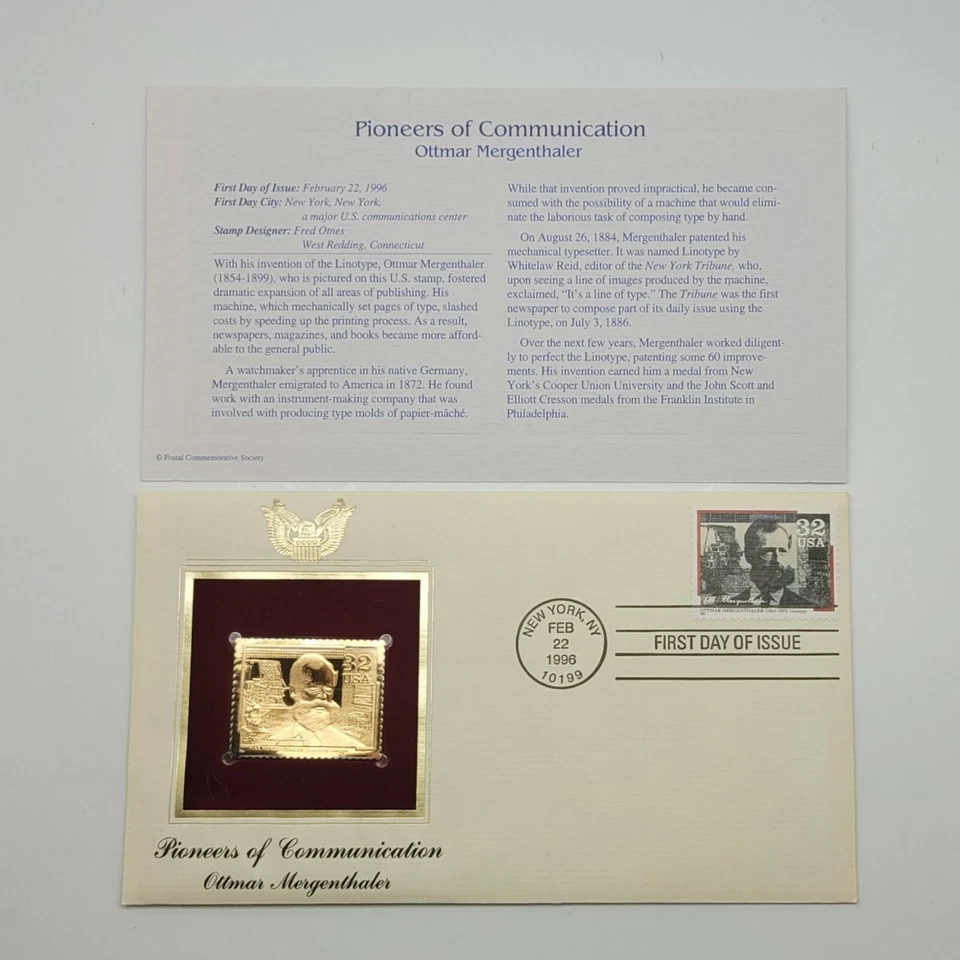 Pioneers of Communication
Ottmar Mergenthaler
First Day of Issue: February 22, 1996
First Day City: New York, New York,
a major U.S. communications center
Stamp Designer: Fred Otnes
West Redding, Connecticut
With his invention of the Linotype, Ottmar Mergenthaler
(1854-1899), who is pictured on this U.S. stamp, fostered
dramatic expansion of all areas of publishing. His
machine, which mechanically set pages of type, slashed
costs by speeding up the printing process. As a result,
newspapers, magazines, and books became more afford-
able to the general public.
A watchmaker's apprentice in his native Germany,
Mergenthaler emigrated to America in 1872. He found
work with an instrument-making company that was
involved with producing type molds of papier-mâché.
While that invention proved impractical, he became con-
sumed with the possibility of a machine that would elimi-
nate the laborious task of composing type by hand.
On August 26, 1884, Mergenthaler patented his
mechanical typesetter. It was named Linotype by
Whitelaw Reid, editor of the New York Tribune, who,
upon seeing a line of images produced by the machine,
exclaimed, "It's a line of type." The Tribune was the first
newspaper to compose part of its daily issue using the
Linotype, on July 3, 1886.
Over the next few years, Mergenthaler worked diligent-
ly to perfect the Linotype, patenting some 60 improve-
ments. His invention earned him a medal from New
York's Cooper Union University and the John Scott and
Elliott Cresson medals from the Franklin Institute in
Philadelphia.
© Postal Commemorative Society
32
USA
OTTMAR MERGENTHALER (1854-1899) Linotype
NEW YORK, NY
FEB
22
1996
10199
FIRST DAY OF ISSUE
32
USA
Pioneers of Communication
Ottmar Mergenthaler